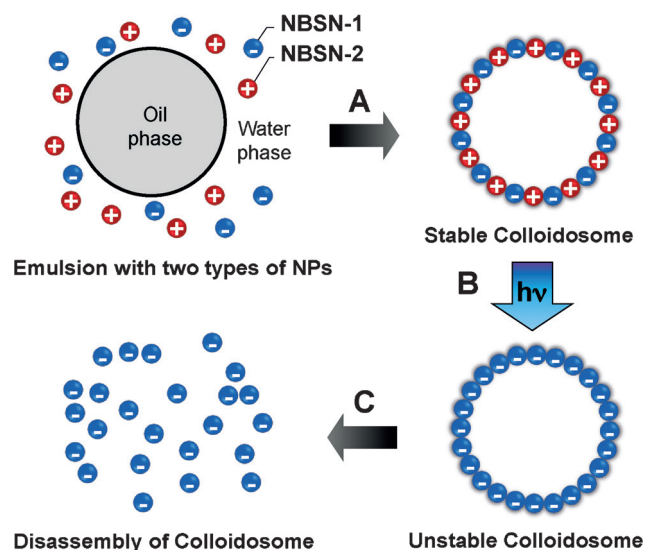 NBSN-1
NBSN-2
A
Oil
phase
Water
phase
Emulsion with two types of NPs
Stable Colloidosome
B
hν
C
Disassembly of Colloidosome
Unstable Colloidosome